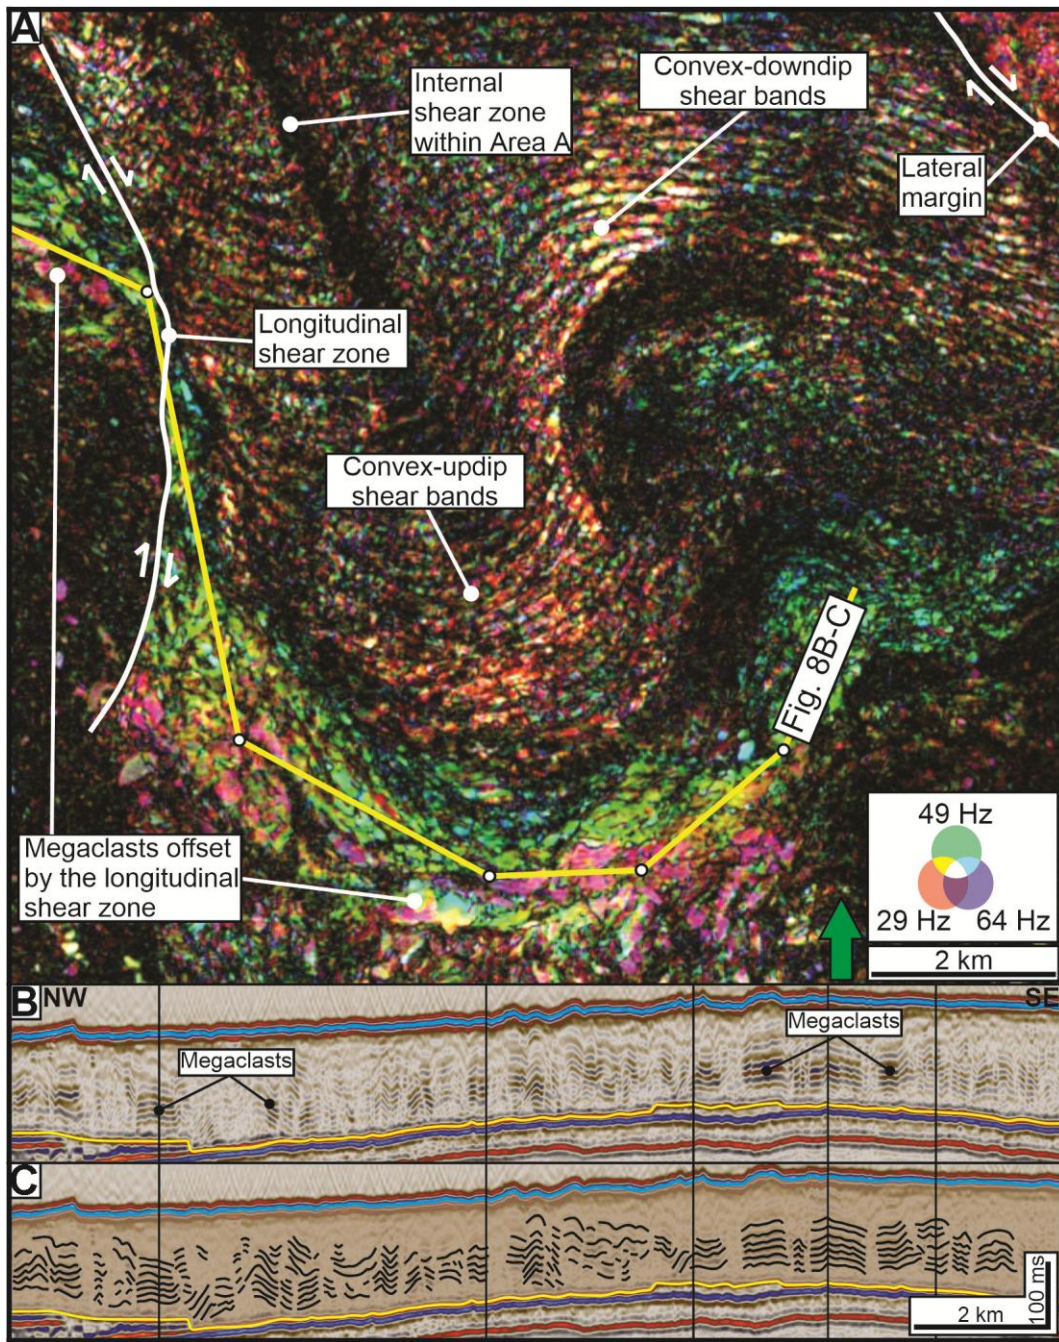 A
Internal
shear zone
within Area A
Convex-downdip
shear bands
Lateral
margin
Longitudinal
shear zone
Convex-updip
shear bands
Fig. 8B-C
Megaclasts offset
by the longitudinal
shear zone
49 Hz
29 Hz 64 Hz
2 km
B NW SE
Megaclasts
Megaclasts
C
2 km
100 ms